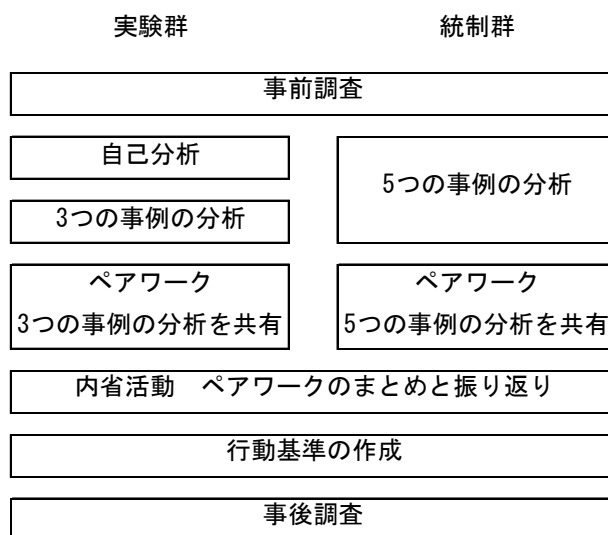 実験群　統制群
事前調査
自己分析
3つの事例の分析
5つの事例の分析
ペアワーク
3つの事例の分析を共有
ペアワーク
5つの事例の分析を共有
内省活動　ペアワークのまとめと振り返り
行動基準の作成
事後調査